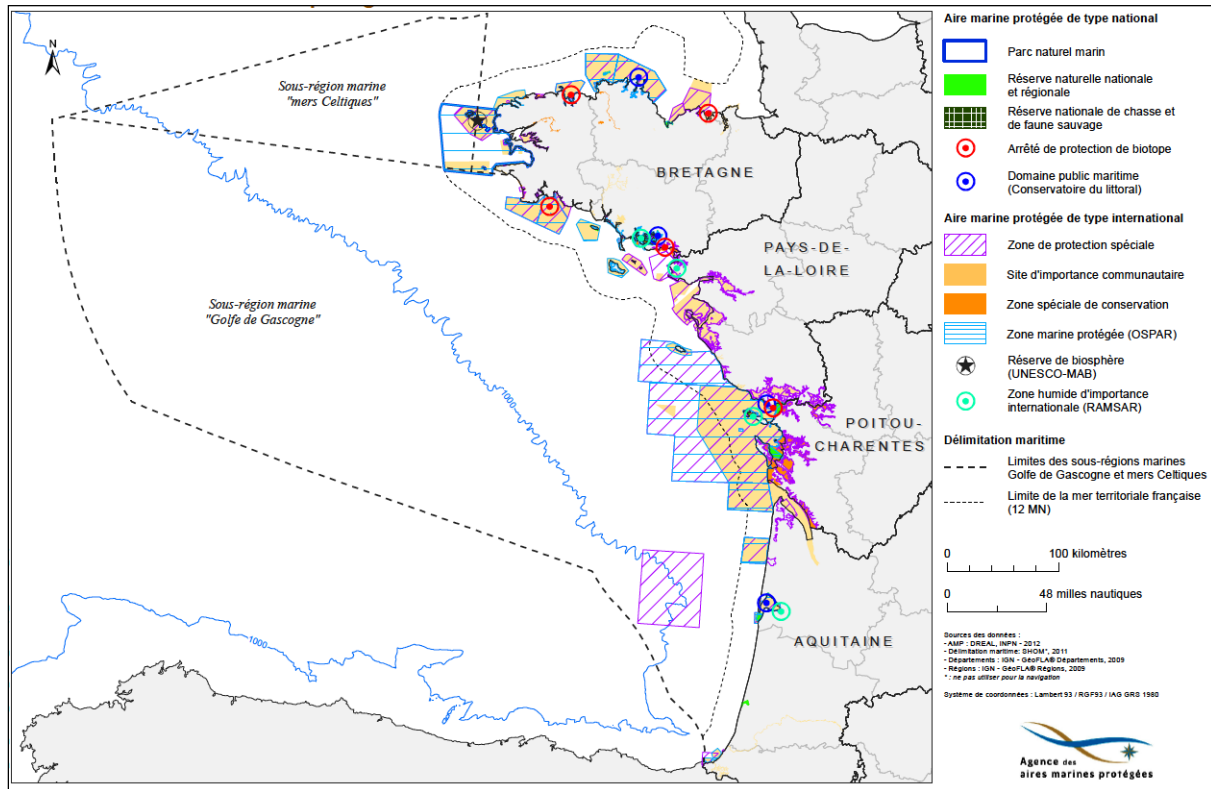 N
Sous-région marine
"mers Celtiques"
Sous-région marine
"Golfe de Gascogne"
1000
1000
BRETAGNE
PAYS-DE-
LA-LOIRE
POITOU-
CHARENTES
AQUITAINE
Aire marine protégée de type national
Parc naturel marin
Réserve naturelle nationale
et régionale
Réserve nationale de chasse et
de faune sauvage
Arrêté de protection de biotope
Domaine public maritime
(Conservatoire du littoral)
Aire marine protégée de type international
Zone de protection spéciale
Site d'importance communautaire
Zone spéciale de conservation
Zone marine protégée (OSPAR)
Réserve de biosphère
(UNESCO-MAB)
Zone humide d'importance
internationale (RAMSAR)
Délimitation maritime
Limites des sous-régions marines
Golfe de Gascogne et mers Celtiques
Limite de la mer territoriale française
(12 MN)
0 100 kilomètres
0 48 milles nautiques
Sources des données :
- AMP : DREAL, INPN - 2012
- Délimitation maritime: SHOM*, 2011
- Départements : IGN - GéoFLA® Départements, 2009
- Régions : IGN - GéoFLA® Régions, 2009
* : ne pas utiliser pour la navigation
Système de coordonnées : Lambert 93 / RGF93 / IAG GRS 1980
Agence des
aires marines protégées